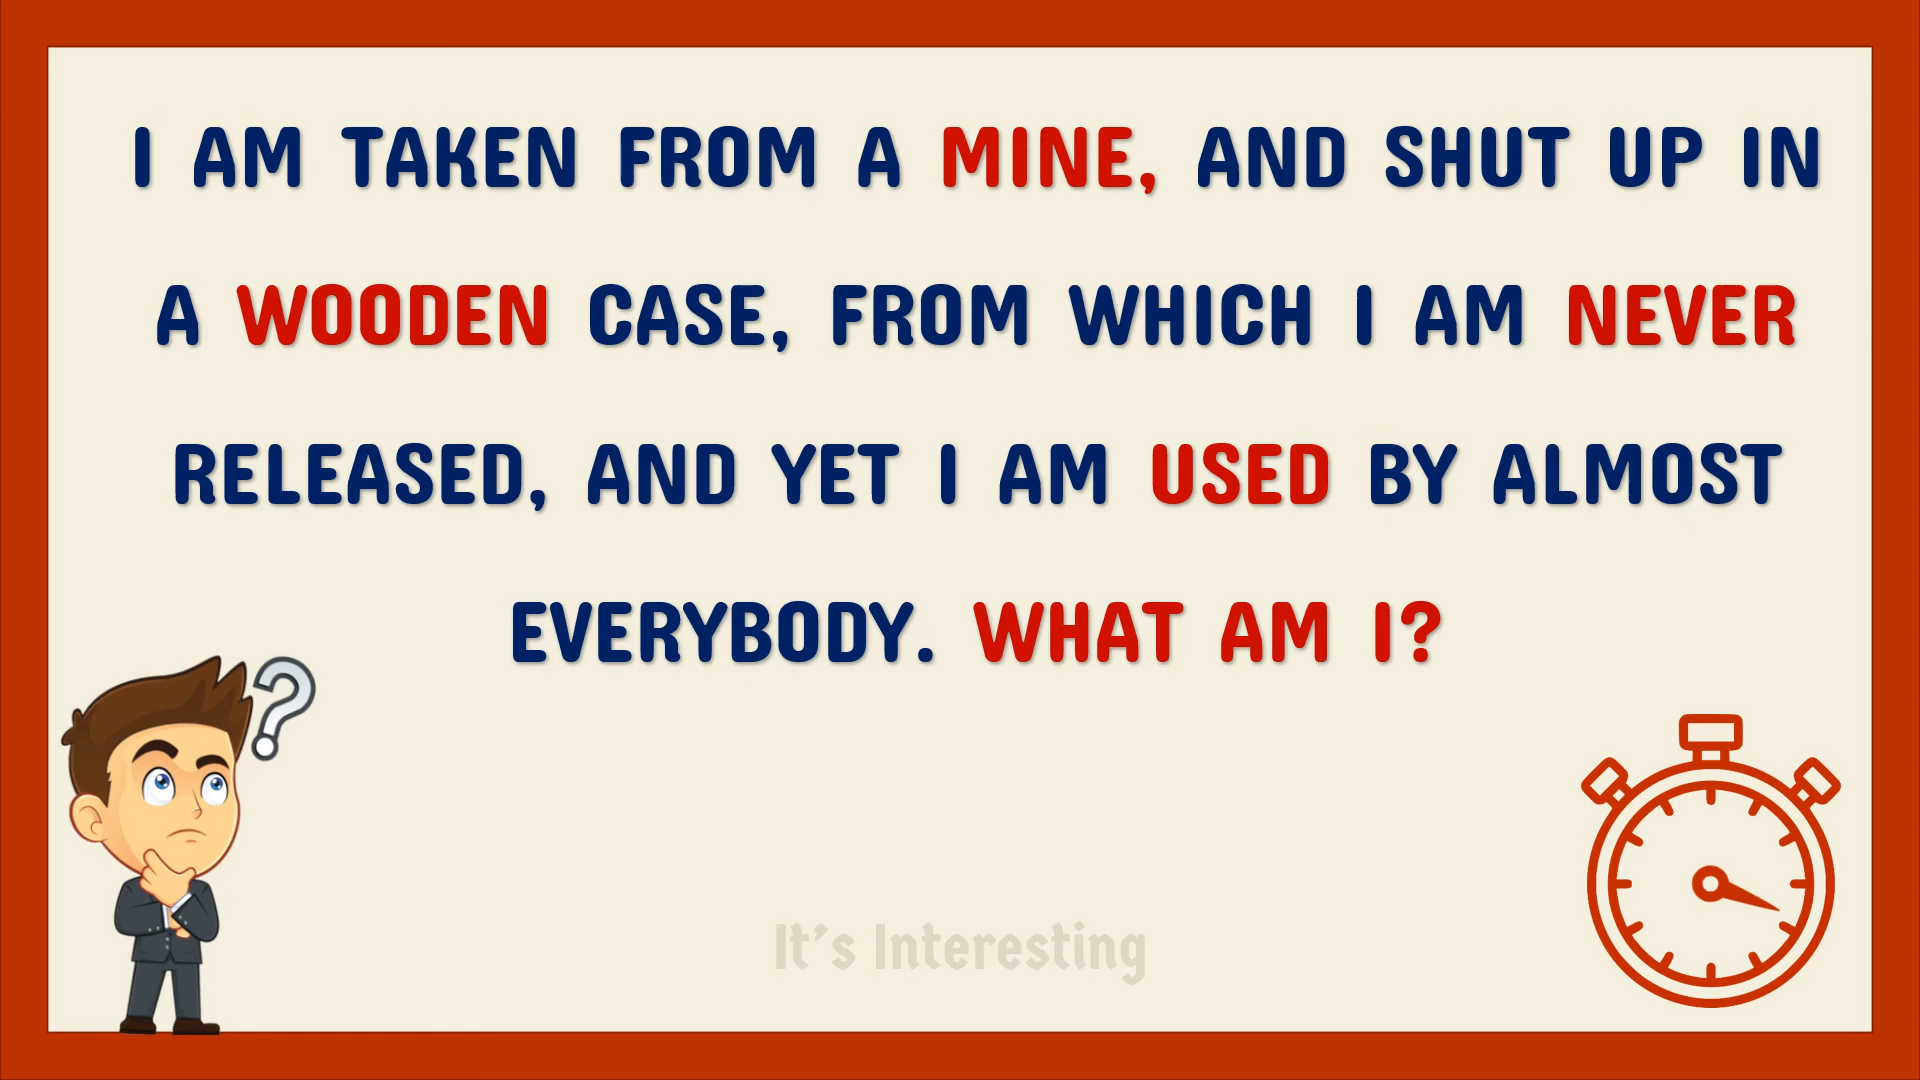 I AM TAKEN FROM A MINE, AND SHUT UP IN
A WOODEN CASE, FROM WHICH I AM NEVER
RELEASED, AND YET I AM USED BY ALMOST
EVERYBODY. WHAT AM I?
It's Interesting